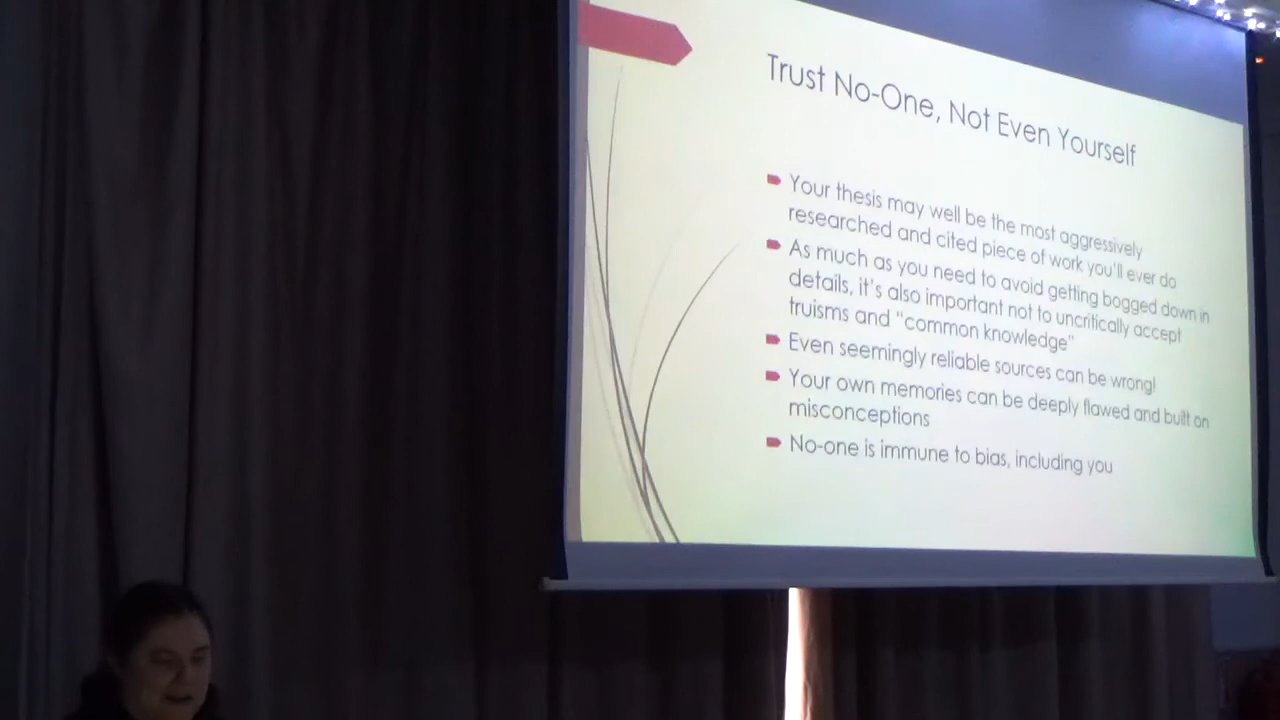 Trust No-One, Not Even Yourself
Your thesis may well be the most aggressively
researched and cited piece of work you'll ever do
As much as you need to avoid getting bogged down in
details, it's also important not to uncritically accept
truisms and "common knowledge"
Even seemingly reliable sources can be wrong!
Your own memories can be deeply flawed and built on
misconceptions
No-one is immune to bias, including you